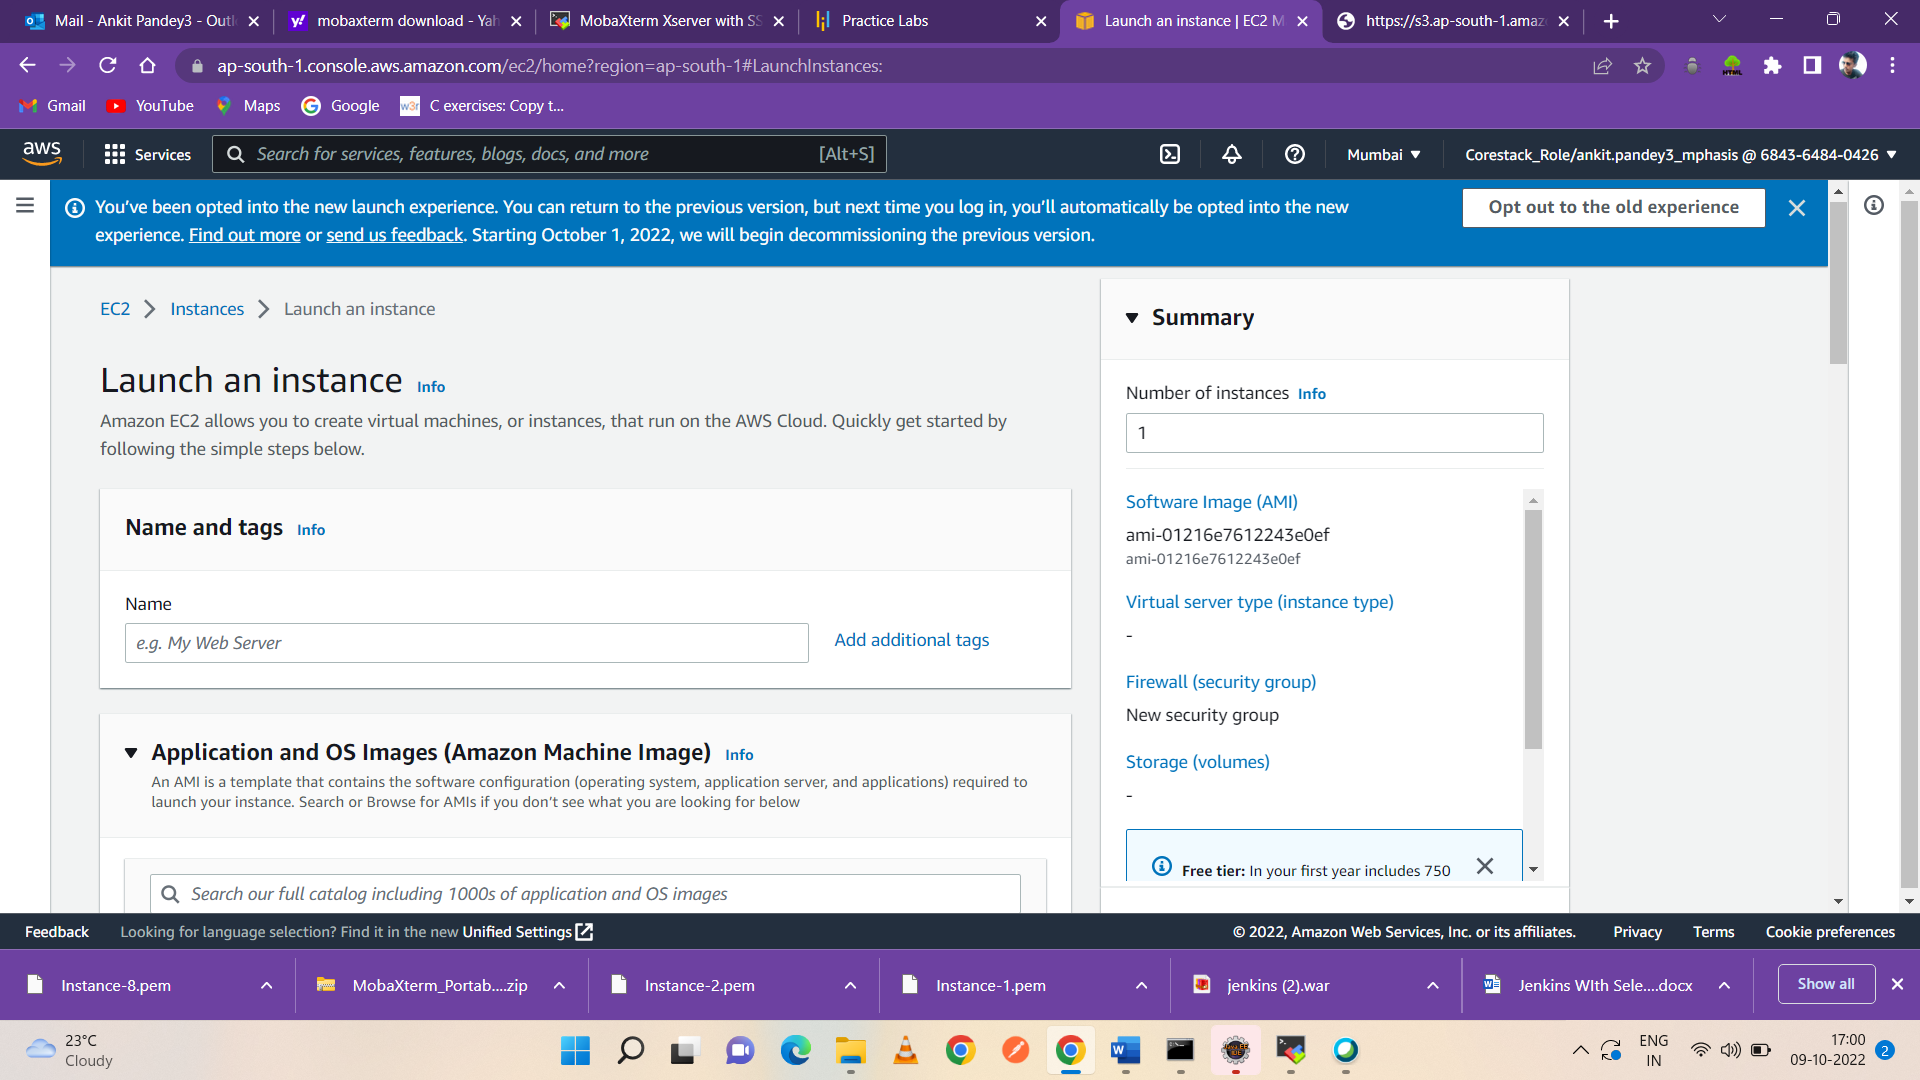 Mail - Ankit Pandey3 - Outl
mobaxterm download - Yah
MobaXterm Xserver with SS
Practice Labs
Launch an instance | EC2 M
https://s3.ap-south-1.amaz
ap-south-1.console.aws.amazon.com/ec2/home?region=ap-south-1#LaunchInstances:
Gmail
YouTube
Maps
Google
w3r
C exercises: Copy t...
aws
Services
Search for services, features, blogs, docs, and more
[Alt+S]
Mumbai
Corestack_Role/ankit.pandey3_mphasis @ 6843-6484-0426
You've been opted into the new launch experience. You can return to the previous version, but next time you log in, you'll automatically be opted into the new
experience. Find out more or send us feedback. Starting October 1, 2022, we will begin decommissioning the previous version.
Opt out to the old experience
EC2
Instances
Launch an instance
Launch an instance Info
Amazon EC2 allows you to create virtual machines, or instances, that run on the AWS Cloud. Quickly get started by
following the simple steps below.
Name and tags Info
Name
e.g. My Web Server
Add additional tags
Application and OS Images (Amazon Machine Image) Info
An AMI is a template that contains the software configuration (operating system, application server, and applications) required to
launch your instance. Search or Browse for AMIs if you don't see what you are looking for below
Search our full catalog including 1000s of application and OS images
Summary
Number of instances Info
1
Software Image (AMI)
ami-01216e7612243e0ef
ami-01216e7612243e0ef
Virtual server type (instance type)
-
Firewall (security group)
New security group
Storage (volumes)
-
Free tier: In your first year includes 750
Feedback
Looking for language selection? Find it in the new Unified Settings
© 2022, Amazon Web Services, Inc. or its affiliates.
Privacy
Terms
Cookie preferences
Instance-8.pem
MobaXterm_Portab....zip
Instance-2.pem
Instance-1.pem
jenkins (2).war
Jenkins WIth Sele....docx
Show all
23°C
Cloudy
ENG
IN
17:00
09-10-2022
2